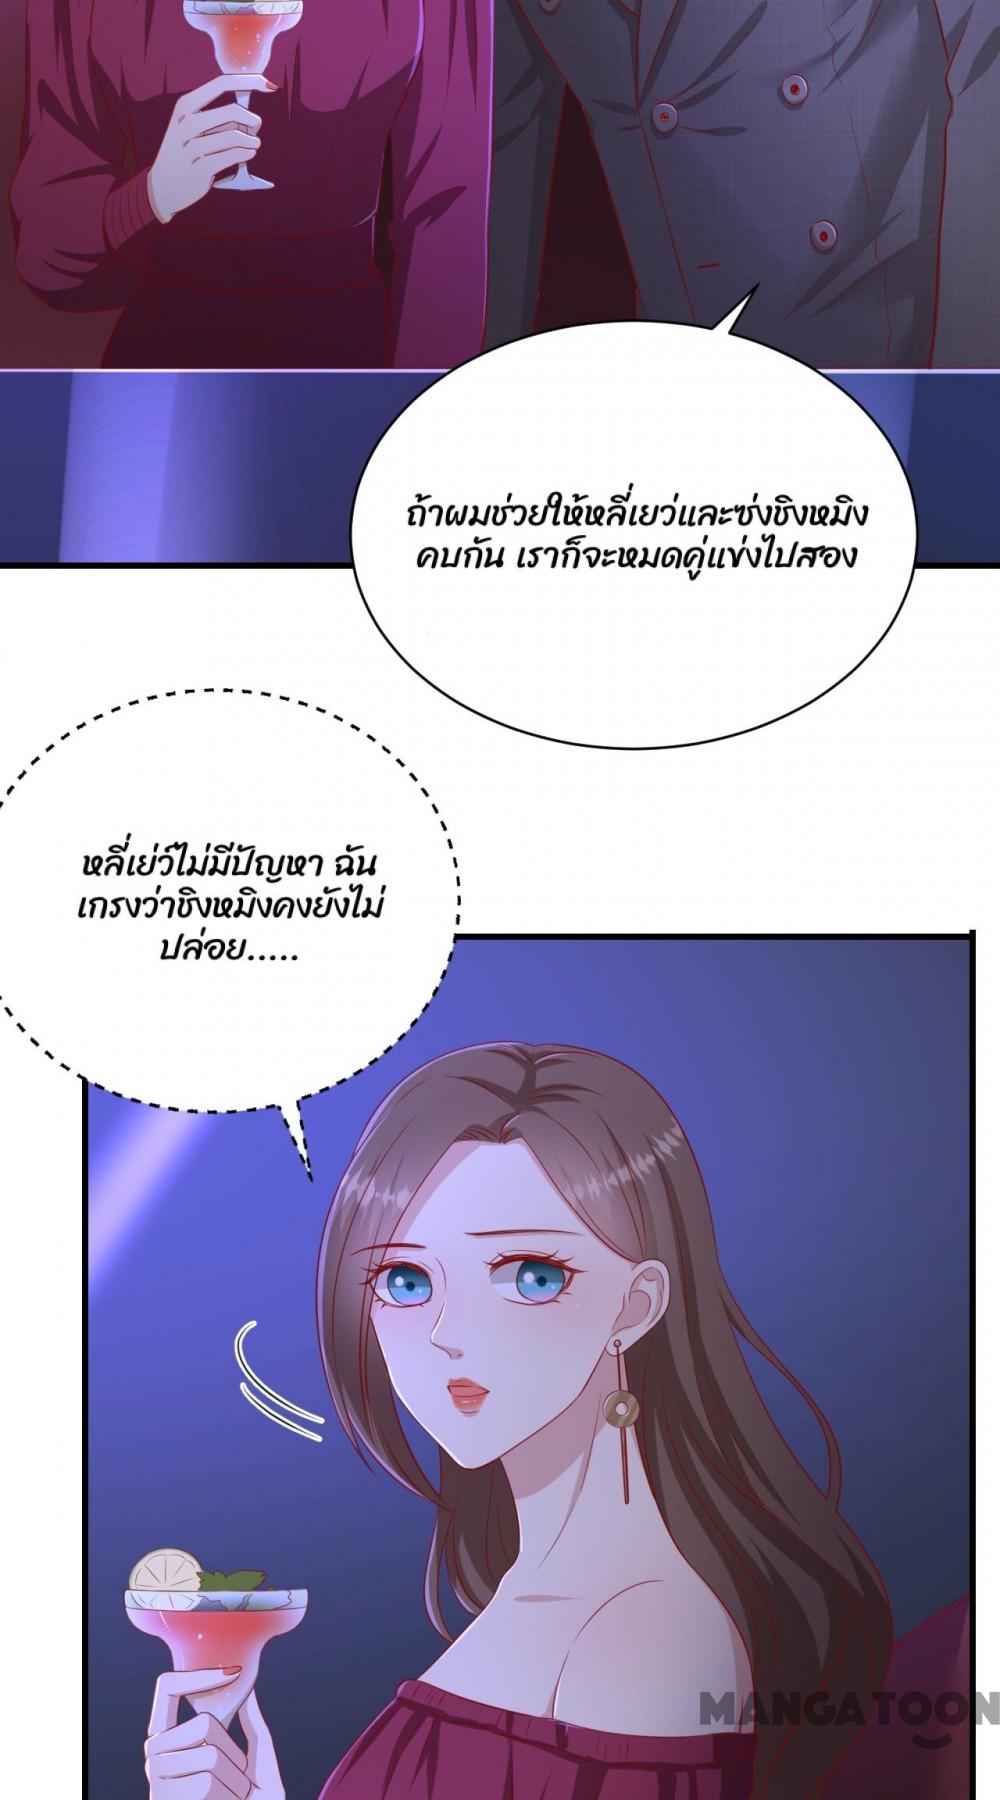 ถ้าผมช่วยให้หลี่เยว่และซ่งชิงหมิง
คบกัน เราก็จะหมดคู่แข่งไปสอง
หลี่เย่ว์ไม่มีปัญหา ฉัน
เกรงว่าชิงหมิงคงยังไม่
ปล่อย.....
MANGATOON